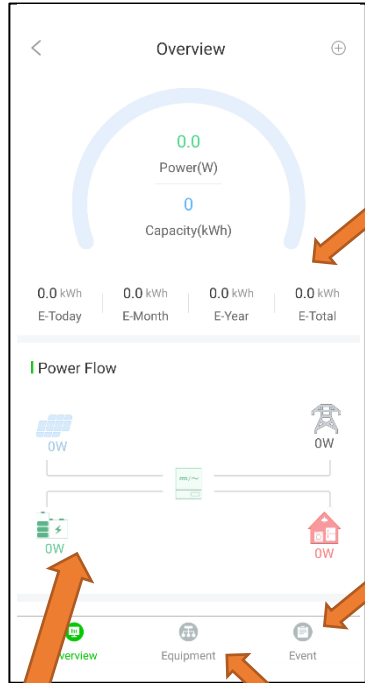 Overview
0.0
Power(W)
0
Capacity(kWh)
0.0 kWh 0.0 kWh 0.0 kWh 0.0 kWh
E-Today E-Month E-Year E-Total
Power Flow
0W 0W
0W 0W
Equipment Event